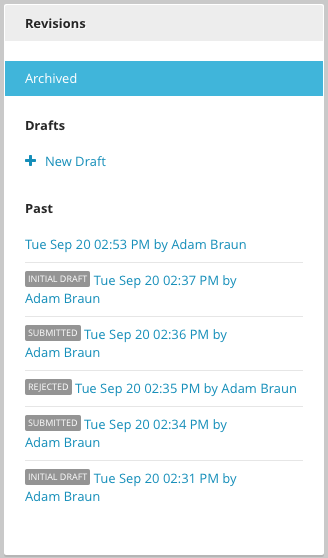 Revisions
Archived
Drafts
New Draft
Past
Tue Sep 20 02:53 PM by Adam Braun
INITIAL DRAFT Tue Sep 20 02:37 PM by
Adam Braun
SUBMITTED Tue Sep 20 02:36 PM by
Adam Braun
REJECTED Tue Sep 20 02:35 PM by Adam Braun
SUBMITTED Tue Sep 20 02:34 PM by
Adam Braun
INITIAL DRAFT Tue Sep 20 02:31 PM by
Adam Braun